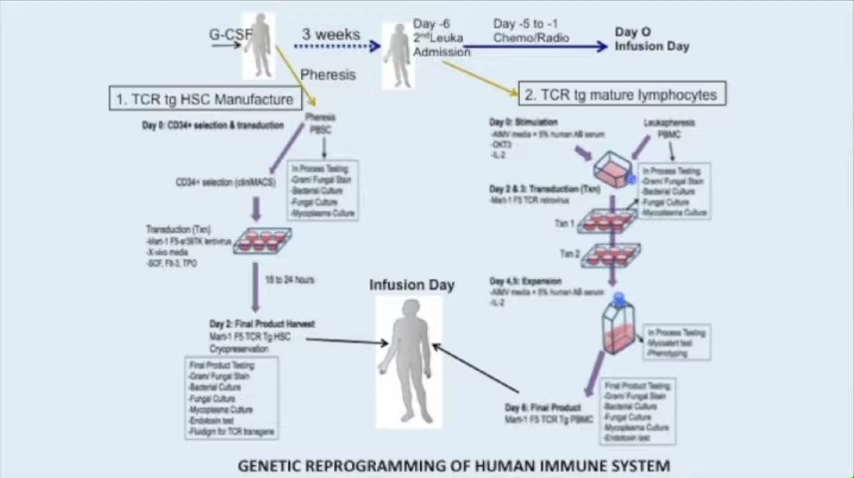 G-CSF
3 weeks
Day -6
2nd Leuka
Admission
Day -5 to -1
Chemo/Radio
Day O
Infusion Day
Pheresis
1. TCR tg HSC Manufacture
2. TCR tg mature lymphocytes
Day 0: CD34+ selection & transduction
Pheresis
PBSC
In Process Testing:
-Gram/ Fungal Stain
-Bacterial Culture
-Fungal Culture
-Mycoplasma Culture
CD34+ selection (cliniMACS)
Transduction (Txn)
-Mart-1 F5-sr39TK lentivirus
-X-vivo media
-SCF, Flt-3, TPO
18 to 24 hours
Day 2: Final Product Harvest
Mart-1 F5 TCR Tg HSC
Cryopreservation
Final Product Testing:
-Gram/ Fungal Stain
-Bacterial Culture
-Fungal Culture
-Mycoplasma Culture
-Endotoxin test
-Fluidigm for TCR transgene
Infusion Day
Day 0: Stimulation
-AIMV media + 5% human AB serum
-OKT3
-IL-2
Leukapheresis
PBMC
In Process Testing:
-Gram/ Fungal Stain
-Bacterial Culture
-Fungal Culture
-Mycoplasma Culture
Day 2 & 3: Transduction (Txn)
-Mart-1 F5 TCR retrovirus
Txn 1
Txn 2
Day 4,5: Expansion
-AIMV media + 5% human AB serum
-IL-2
In Process Testing:
-Mycoalert test
-Phenotyping
Day 6: Final Product
Mart-1 F5 TCR Tg PBMC
Final Product Testing:
-Gram/ Fungal Stain
-Bacterial Culture
-Fungal Culture
-Mycoplasma Culture
-Endotoxin test
GENETIC REPROGRAMMING OF HUMAN IMMUNE SYSTEM